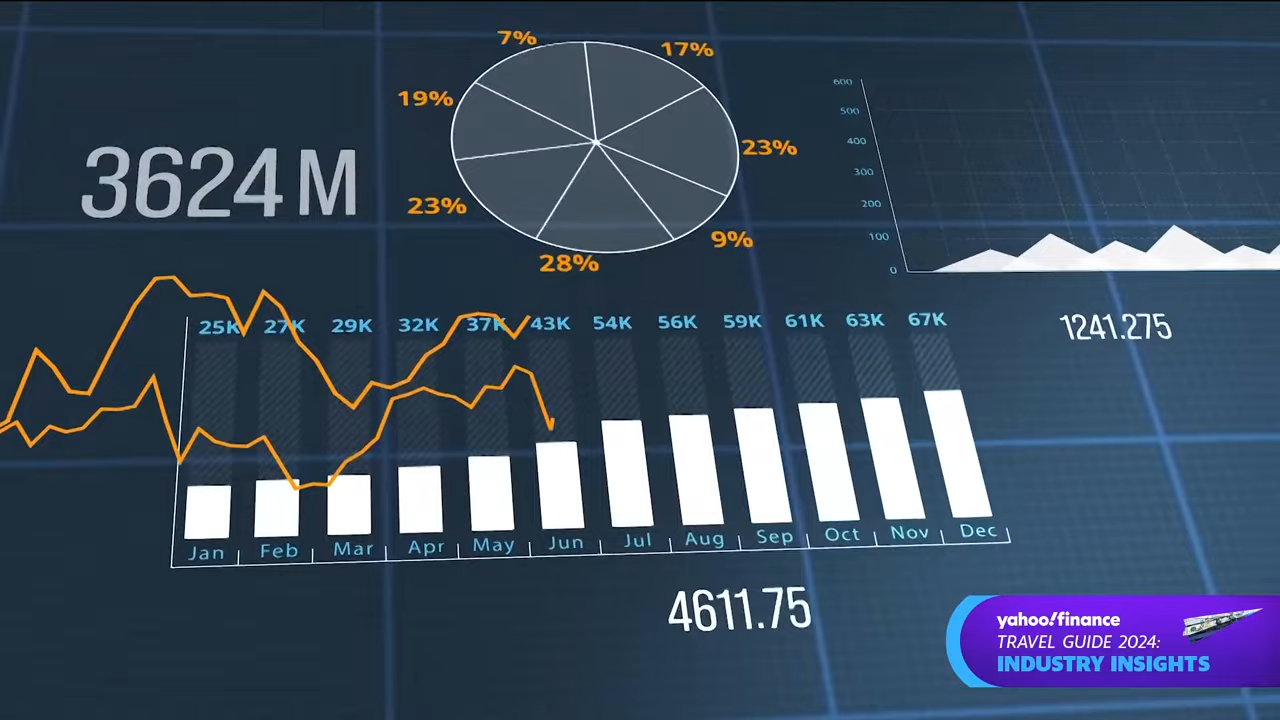 7%
17%
19%
23%
23%
9%
28%
3624 M
600
500
400
300
200
100
0
25K 27K 29K 32K 37K 43K 54K 56K 59K 61K 63K 67K
1241.275
Jan Feb Mar Apr May Jun Jul Aug Sep Oct Nov Dec
4611.75
yahoo!finance
TRAVEL GUIDE 2024:
INDUSTRY INSIGHTS